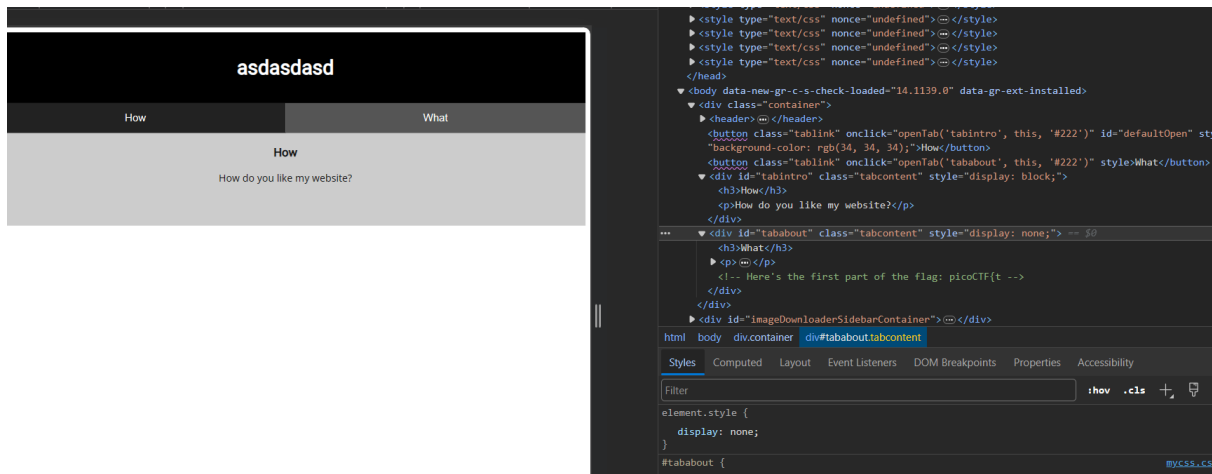 asdasdasd
How What
How
How do you like my website?
<style type="text/css" nonce="undefined"></style>
<style type="text/css" nonce="undefined"></style>
<style type="text/css" nonce="undefined"></style>
<style type="text/css" nonce="undefined"></style>
</head>
<body data-new-gr-c-s-check-loaded="14.1139.0" data-gr-ext-installed>
<div class="container">
<header></header>
<button class="tablink" onclick="openTab('tabintro', this, '#222')" id="defaultOpen" sty
"background-color: rgb(34, 34, 34);">How</button>
<button class="tablink" onclick="openTab('tababout', this, '#222')" style>What</button>
<div id="tabintro" class="tabcontent" style="display: block;">
<h3>How</h3>
<p>How do you like my website?</p>
</div>
<div id="tababout" class="tabcontent" style="display: none;"> == $0
<h3>What</h3>
<p></p>
<!-- Here's the first part of the flag: picoCTF{t -->
</div>
</div>
<div id="imageDownloaderSidebarContainer"></div>
html body div.container div#tababout.tabcontent
Styles Computed Layout Event Listeners DOM Breakpoints Properties Accessibility
Filter :hov .cls
element.style {
display: none;
}
#tababout { mycss.cs